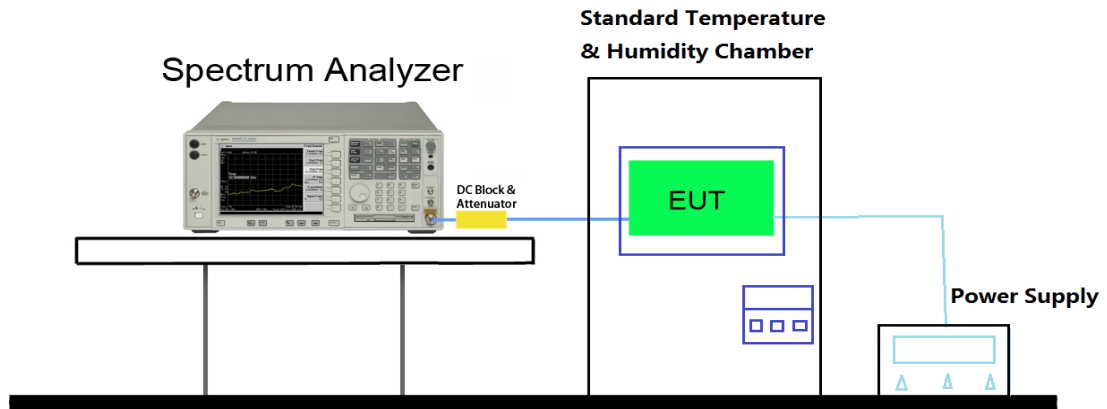 Standard Temperature
& Humidity Chamber
Spectrum Analyzer
DC Block &
Attenuator
EUT
Power Supply